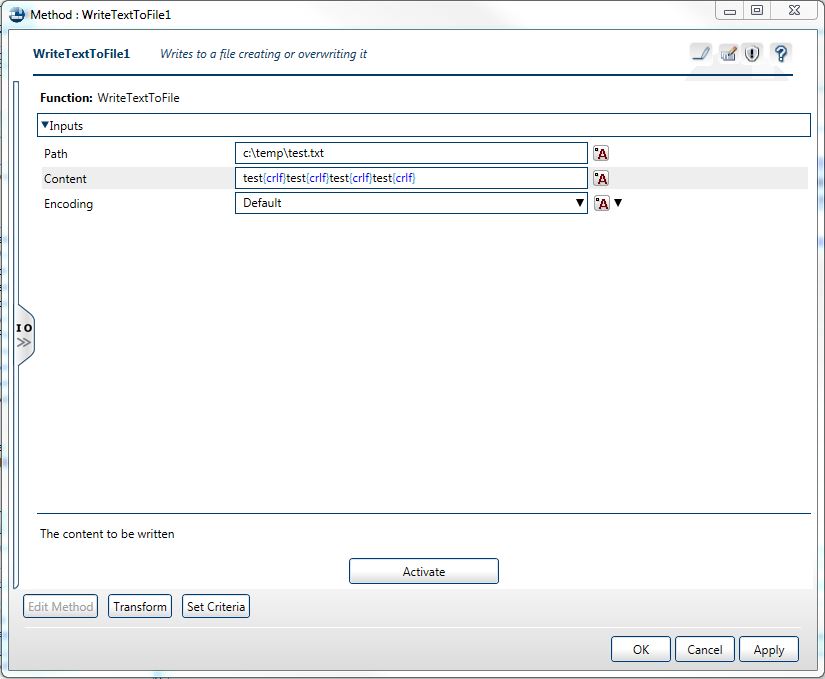 Method : WriteTextToFile1
WriteTextToFile1 Writes to a file creating or overwriting it
Function: WriteTextToFile
Inputs
Path c:\temp\test.txt
Content test{crlf}test{crlf}test{crlf}test{crlf}
Encoding Default
I O
The content to be written
Activate
Edit Method Transform Set Criteria
OK Cancel Apply